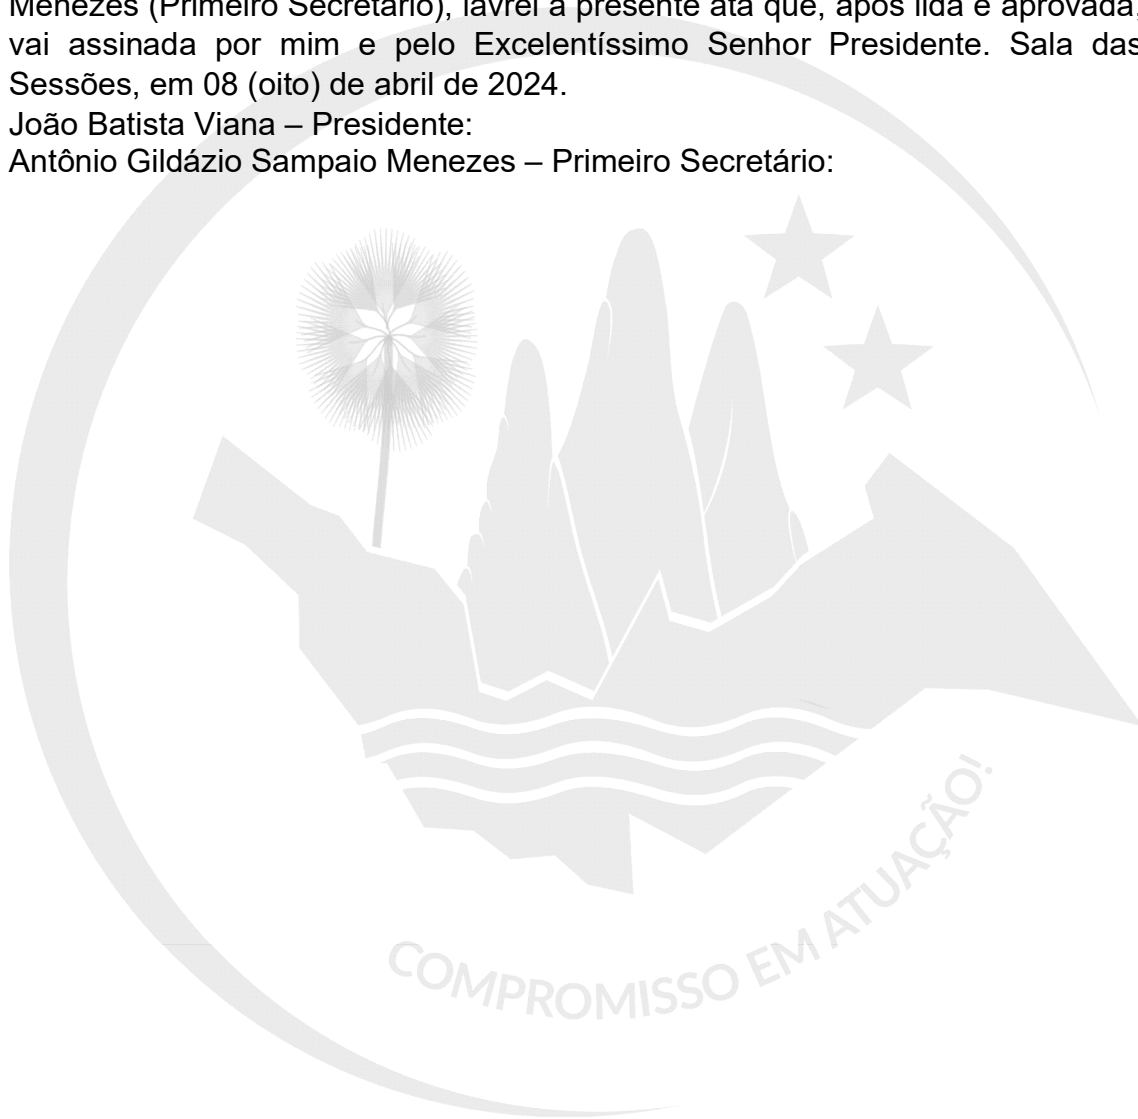 Menezes (Primeiro Secretário), lavrei a presente ata que, após lida e aprovada,
vai assinada por mim e pelo Excelentíssimo Senhor Presidente. Sala das
Sessões, em 08 (oito) de abril de 2024.
João Batista Viana – Presidente:
Antônio Gildázio Sampaio Menezes – Primeiro Secretário:
COMPROMISSO EM ATUAÇÃO!